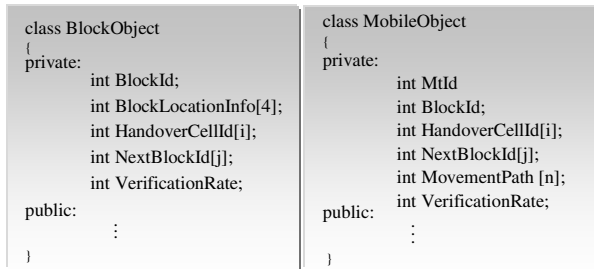 class BlockObject
{
private:
int BlockId;
int BlockLocationInfo[4];
int HandoverCellId[i];
int NextBlockId[j];
int VerificationRate;
public:
⋮
}
class MobileObject
{
private:
int MtId
int BlockId;
int HandoverCellId[i];
int NextBlockId[j];
int MovementPath [n];
int VerificationRate;
public:
⋮
}